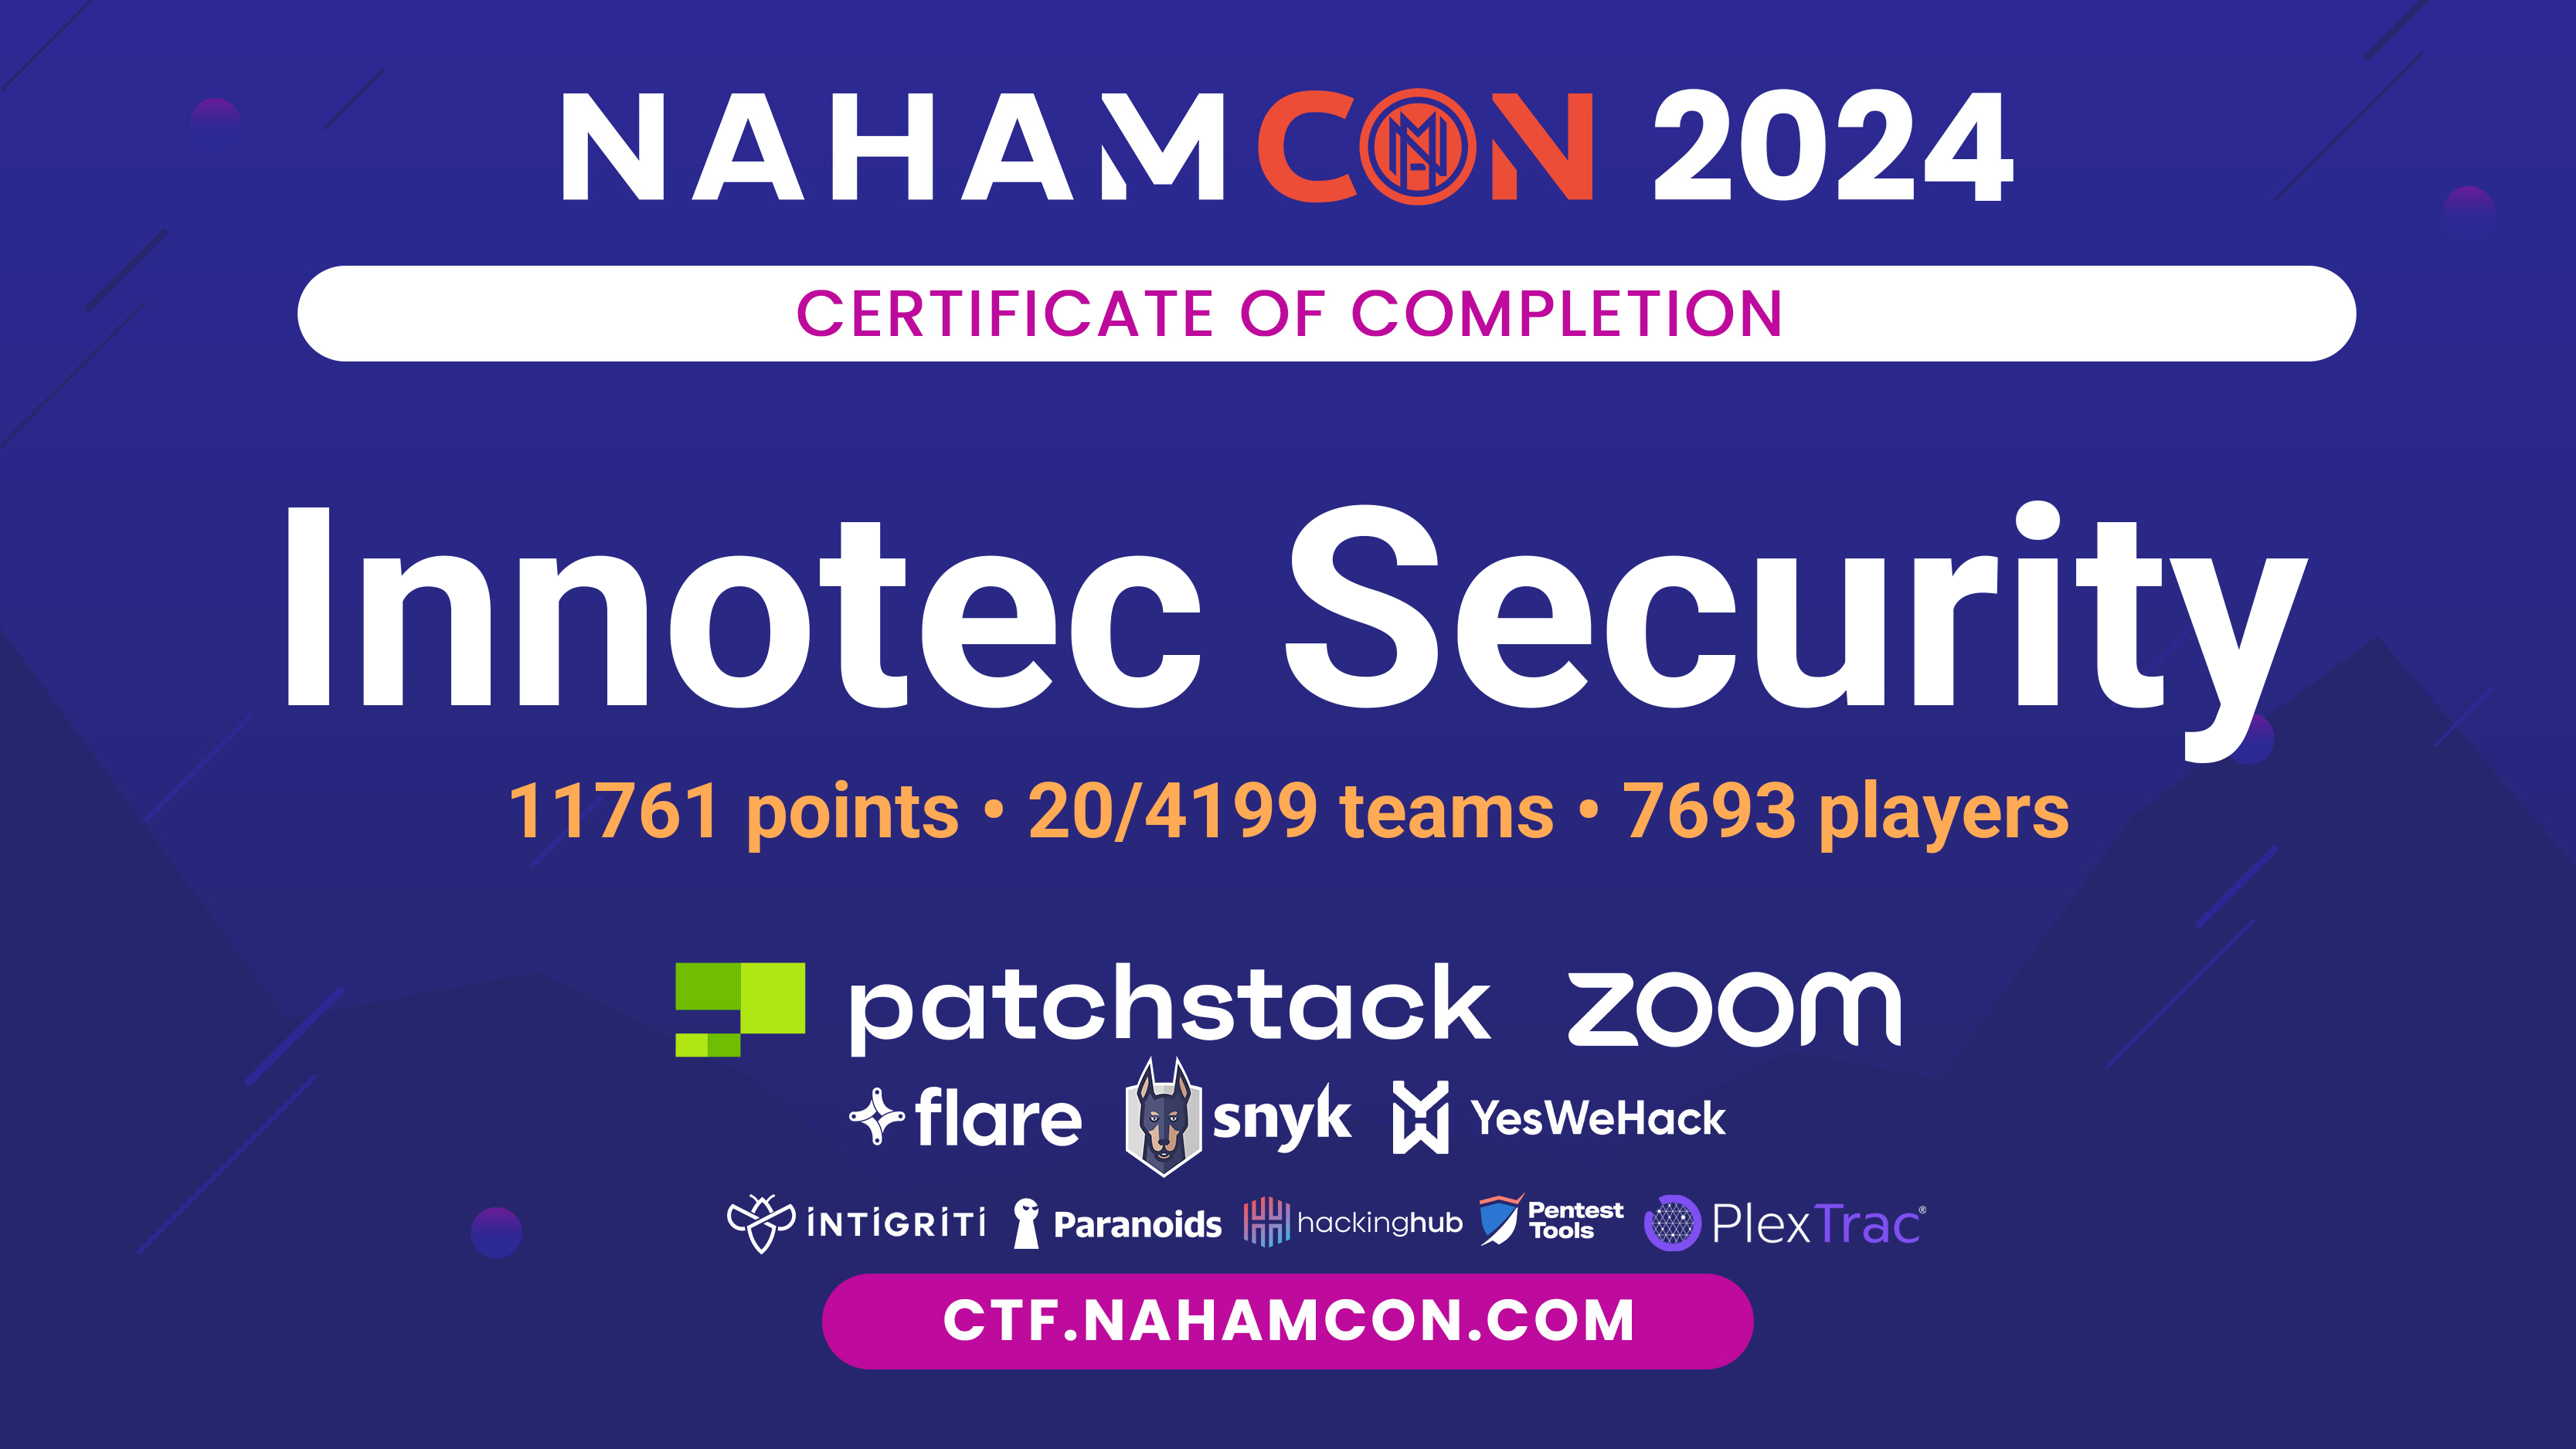 NAHAMCON 2024
CERTIFICATE OF COMPLETION
Innotec Security
11761 points • 20/4199 teams • 7693 players
patchstack zoom
flare snyk YesWeHack
INTIGRITI Paranoids hackinghub Pentest Tools PlexTrac®
CTF.NAHAMCON.COM